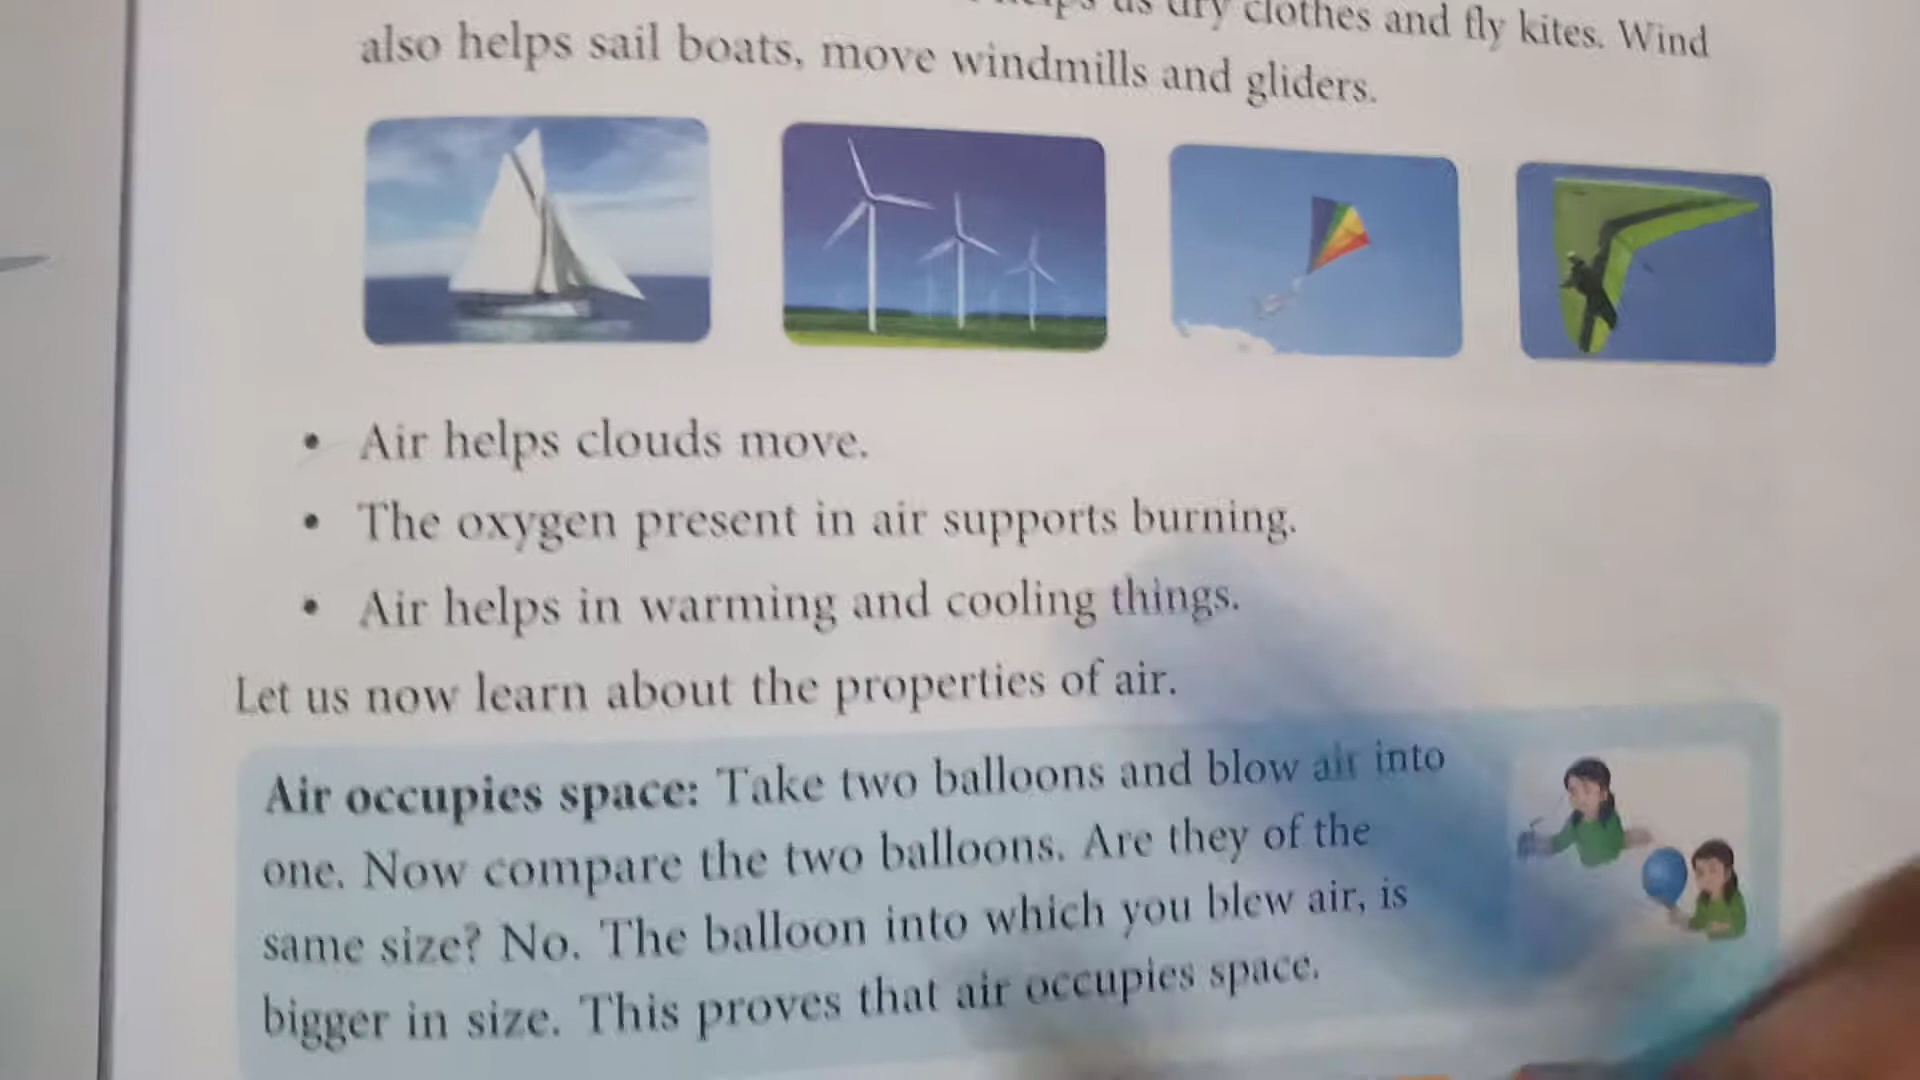 us dry clothes and fly kites. Wind
also helps sail boats, move windmills and gliders.
• Air helps clouds move.
• The oxygen present in air supports burning.
• Air helps in warming and cooling things.
Let us now learn about the properties of air.
Air occupies space: Take two balloons and blow air into
one. Now compare the two balloons. Are they of the
same size? No. The balloon into which you blew air, is
bigger in size. This proves that air occupies space.